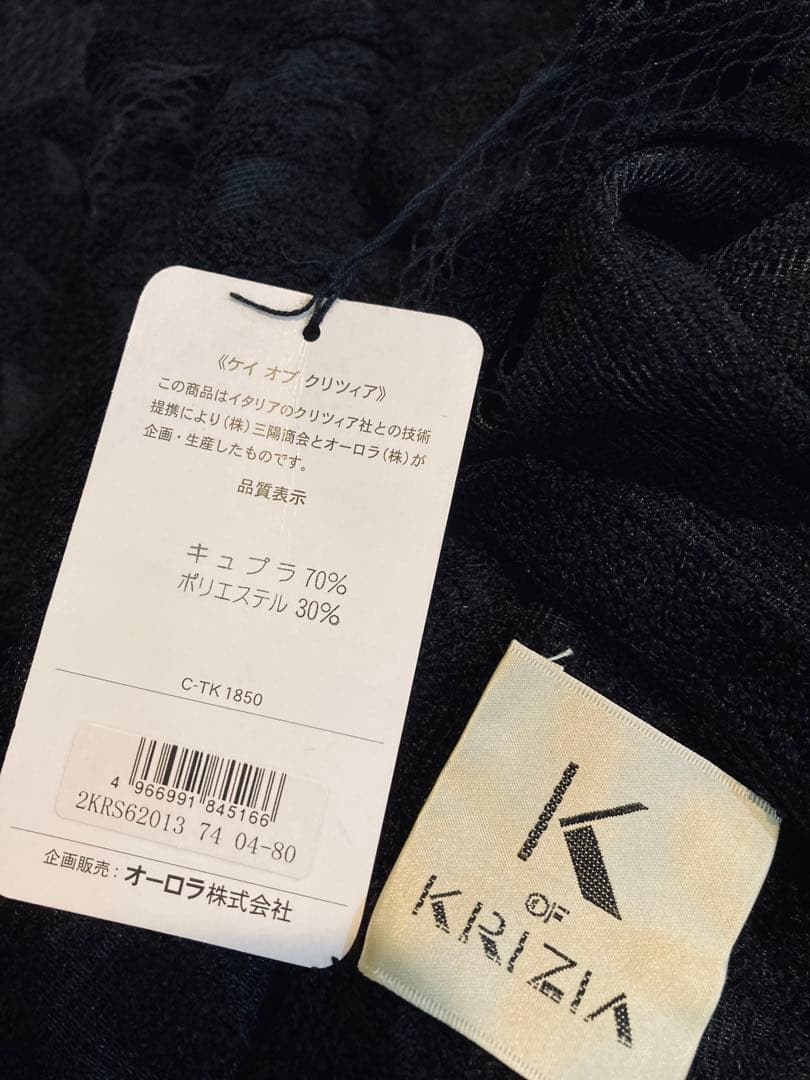 《ケイ オブ クリツィア》
この商品はイタリアのクリツィア社との技術
提携により(株)三陽商会とオーロラ(株)が
企画・生産したものです。
品質表示
キュプラ 70%
ポリエステル 30%
C-TK 1850
4 966991 845166
2KRS62013 74 04-80
企画販売:オーロラ株式会社
K
OF
KRIZIA